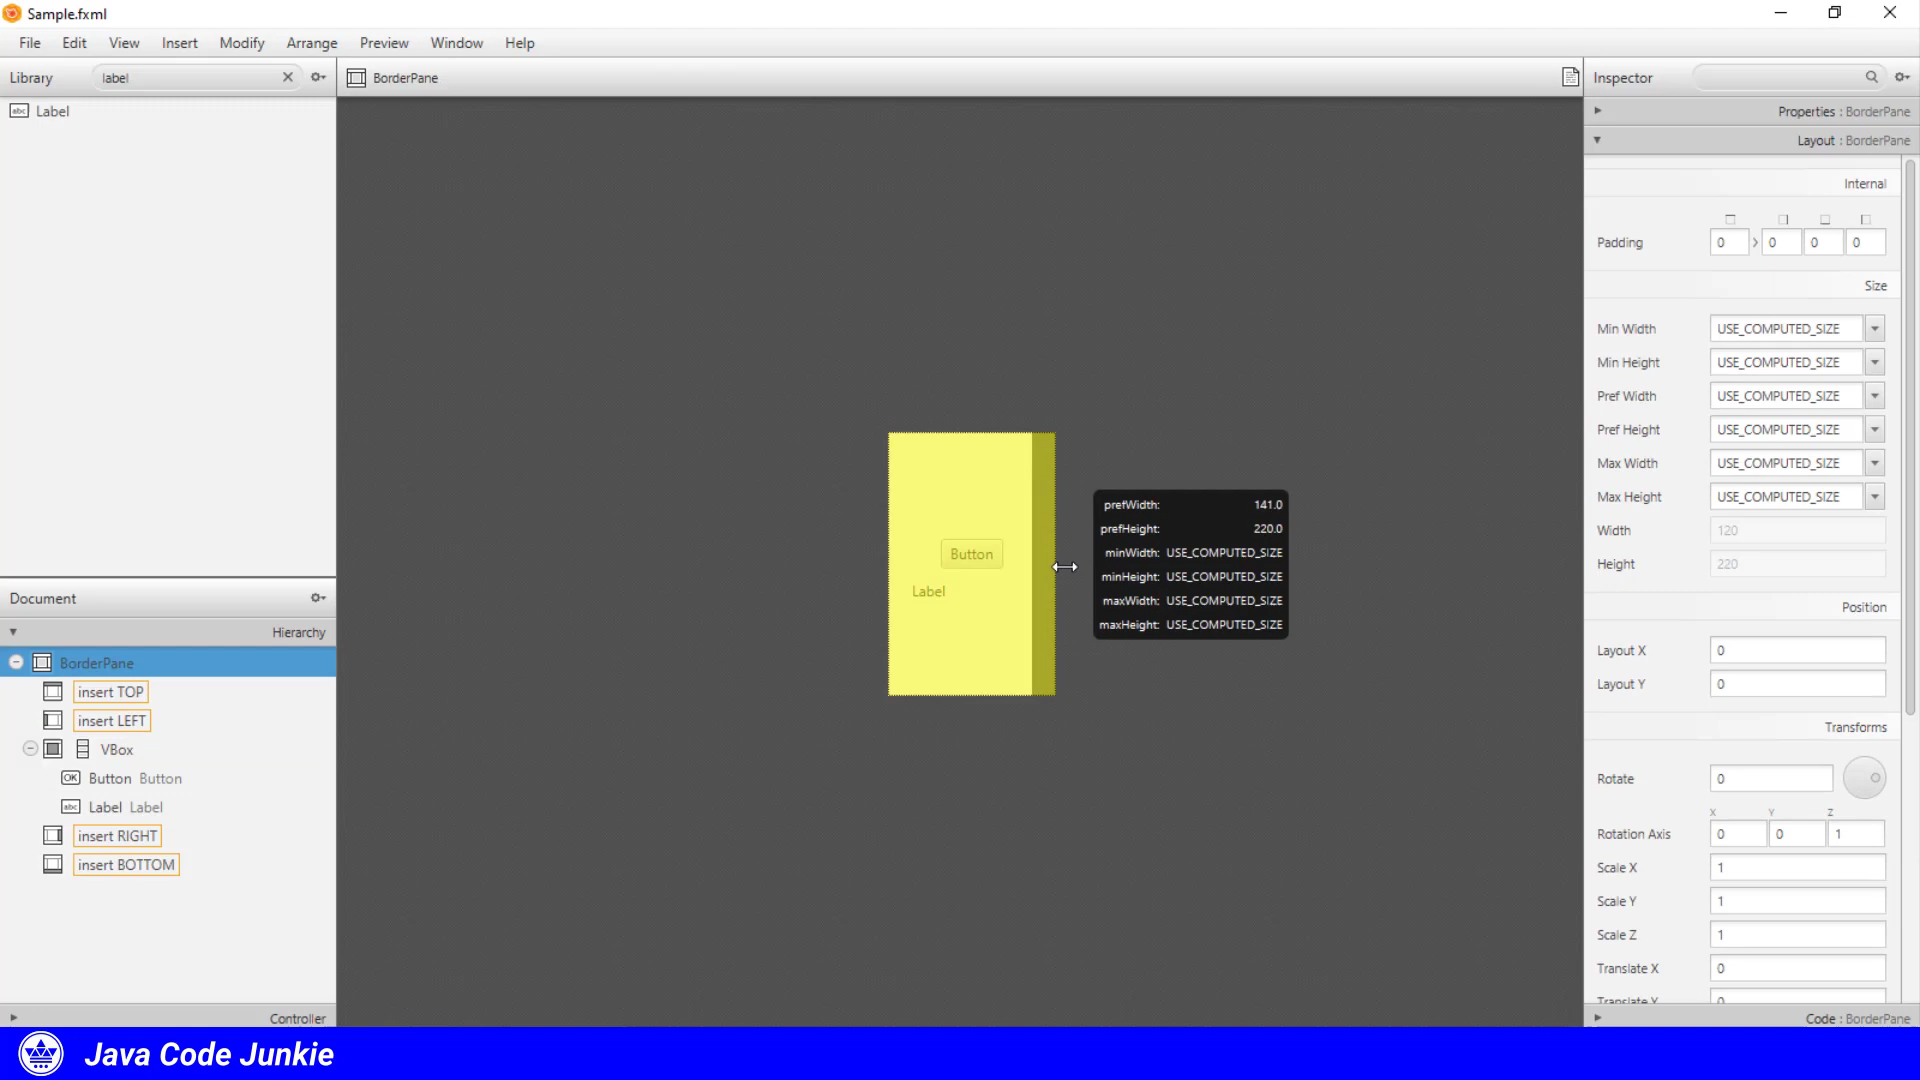 Sample.fxml
File Edit View Insert Modify Arrange Preview Window Help
Library label
abc Label
BorderPane
Button
Label
prefWidth: 141.0
prefHeight: 220.0
minWidth: USE_COMPUTED_SIZE
minHeight: USE_COMPUTED_SIZE
maxWidth: USE_COMPUTED_SIZE
maxHeight: USE_COMPUTED_SIZE
Document
Hierarchy
BorderPane
insert TOP
insert LEFT
VBox
OK Button Button
abc Label Label
insert RIGHT
insert BOTTOM
Controller
Inspector
Properties : BorderPane
Layout : BorderPane
Internal
Padding 0 0 0 0
Size
Min Width USE_COMPUTED_SIZE
Min Height USE_COMPUTED_SIZE
Pref Width USE_COMPUTED_SIZE
Pref Height USE_COMPUTED_SIZE
Max Width USE_COMPUTED_SIZE
Max Height USE_COMPUTED_SIZE
Width 120
Height 220
Position
Layout X 0
Layout Y 0
Transforms
Rotate 0
X Y Z
Rotation Axis 0 0 1
Scale X 1
Scale Y 1
Scale Z 1
Translate X 0
Translate Y 0
Code : BorderPane
Java Code Junkie